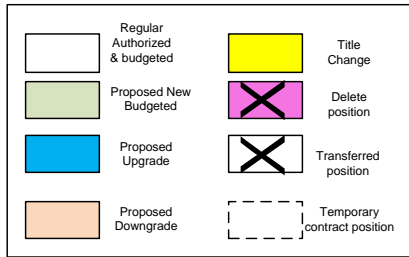 Regular
Authorized
& budgeted
Title
Change
Proposed New
Budgeted
Delete
position
Proposed
Upgrade
Transferred
position
Proposed
Downgrade
Temporary
contract position